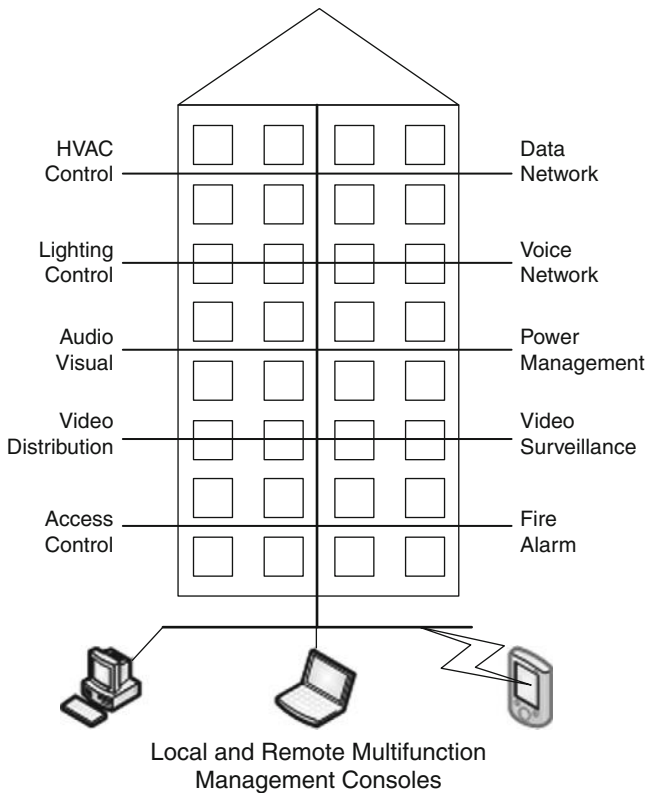 HVAC
Control
Data
Network
Lighting
Control
Voice
Network
Audio
Visual
Power
Management
Video
Distribution
Video
Surveillance
Access
Control
Fire
Alarm
Local and Remote Multifunction
Management Consoles